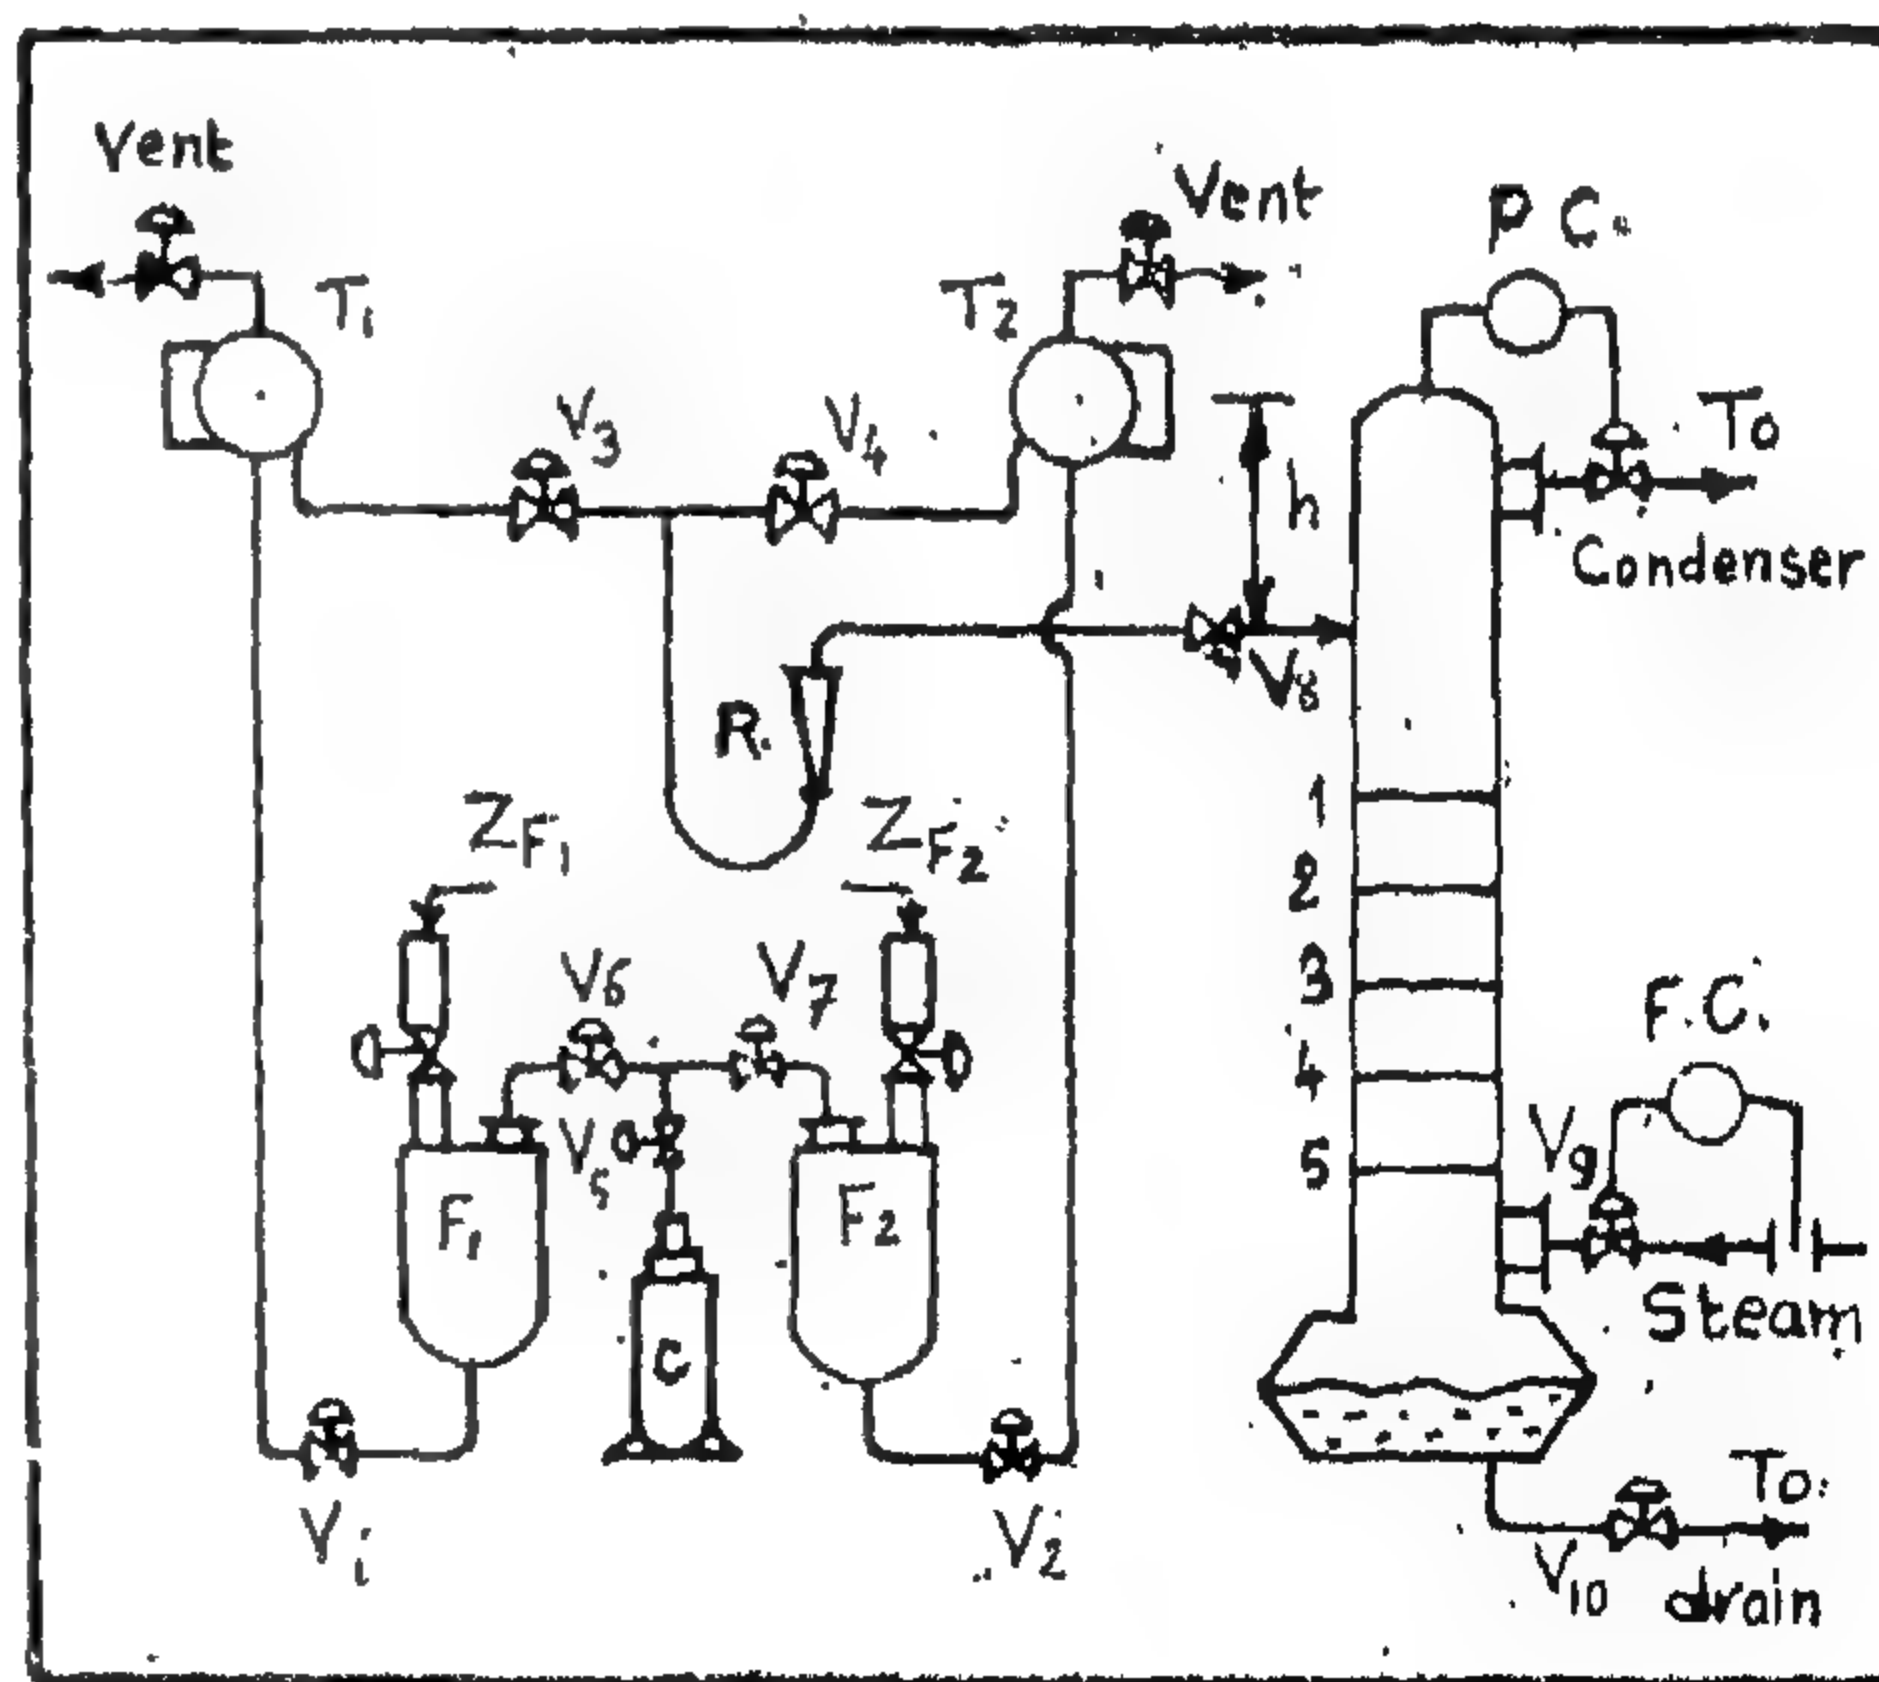 Vent
Vent
P C.
T1
T2
V3
V4
To
h
Condenser
V8
R.
ZF1
ZF2
1
2
3
4
5
V6
V7
F.C.
V5
V9
F1
F2
C
Steam
V1
V2
To
V10
drain